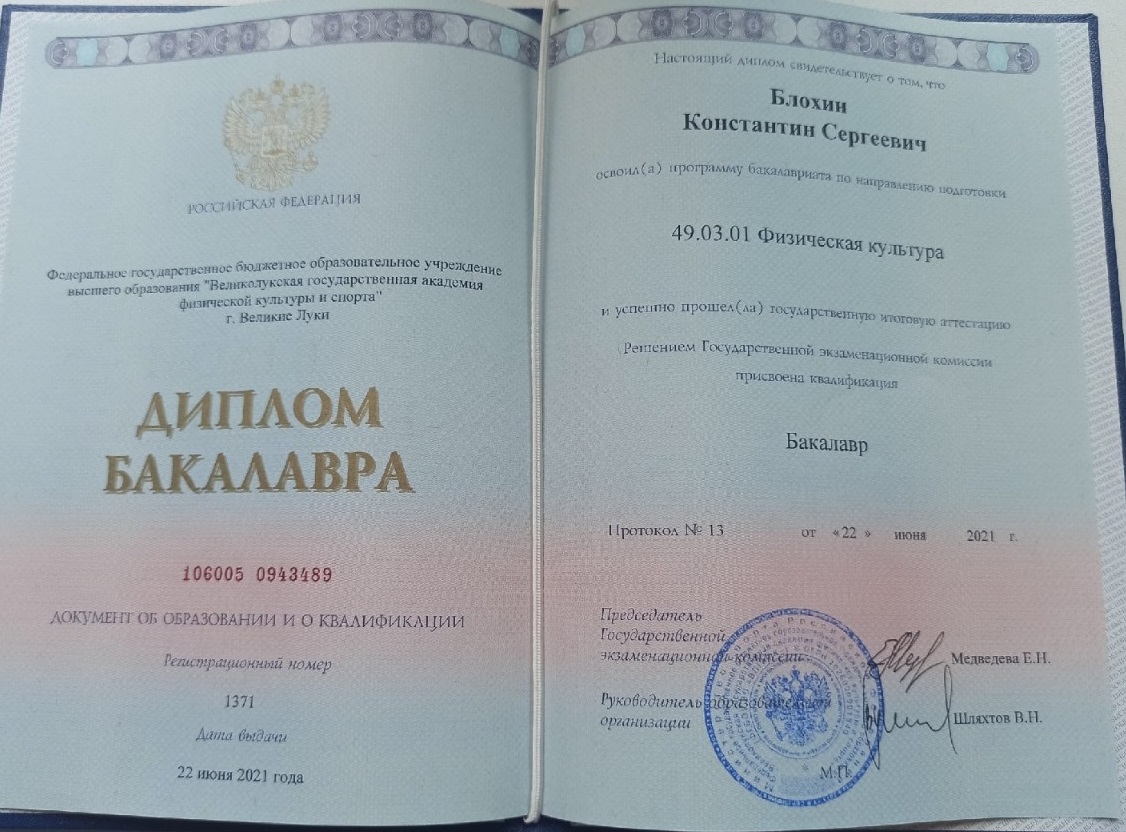 РОССИЙСКАЯ ФЕДЕРАЦИЯ
Федеральное государственное бюджетное образовательное учреждение
высшего образования "Великолукская государственная академия
физической культуры и спорта"
г. Великие Луки
ДИПЛОМ
БАКАЛАВРА
106005 0943489
ДОКУМЕНТ ОБ ОБРАЗОВАНИИ И О КВАЛИФИКАЦИИ
Регистрационный номер
1371
Дата выдачи
22 июня 2021 года
Настоящий диплом свидетельствует о том, что
Блохин
Константин Сергеевич
освоил(а) программу бакалавриата по направлению подготовки
49.03.01 Физическая культура
и успешно прошел(ла) государственную итоговую аттестацию
Решением Государственной экзаменационной комиссии
присвоена квалификация
Бакалавр
Протокол № 13 от «22 » июня 2021 г.
Председатель
Государственной
экзаменационной комиссии
Медведева Е.Н.
Руководитель образовательной
организации
Шляхтов В.Н.
М.П.